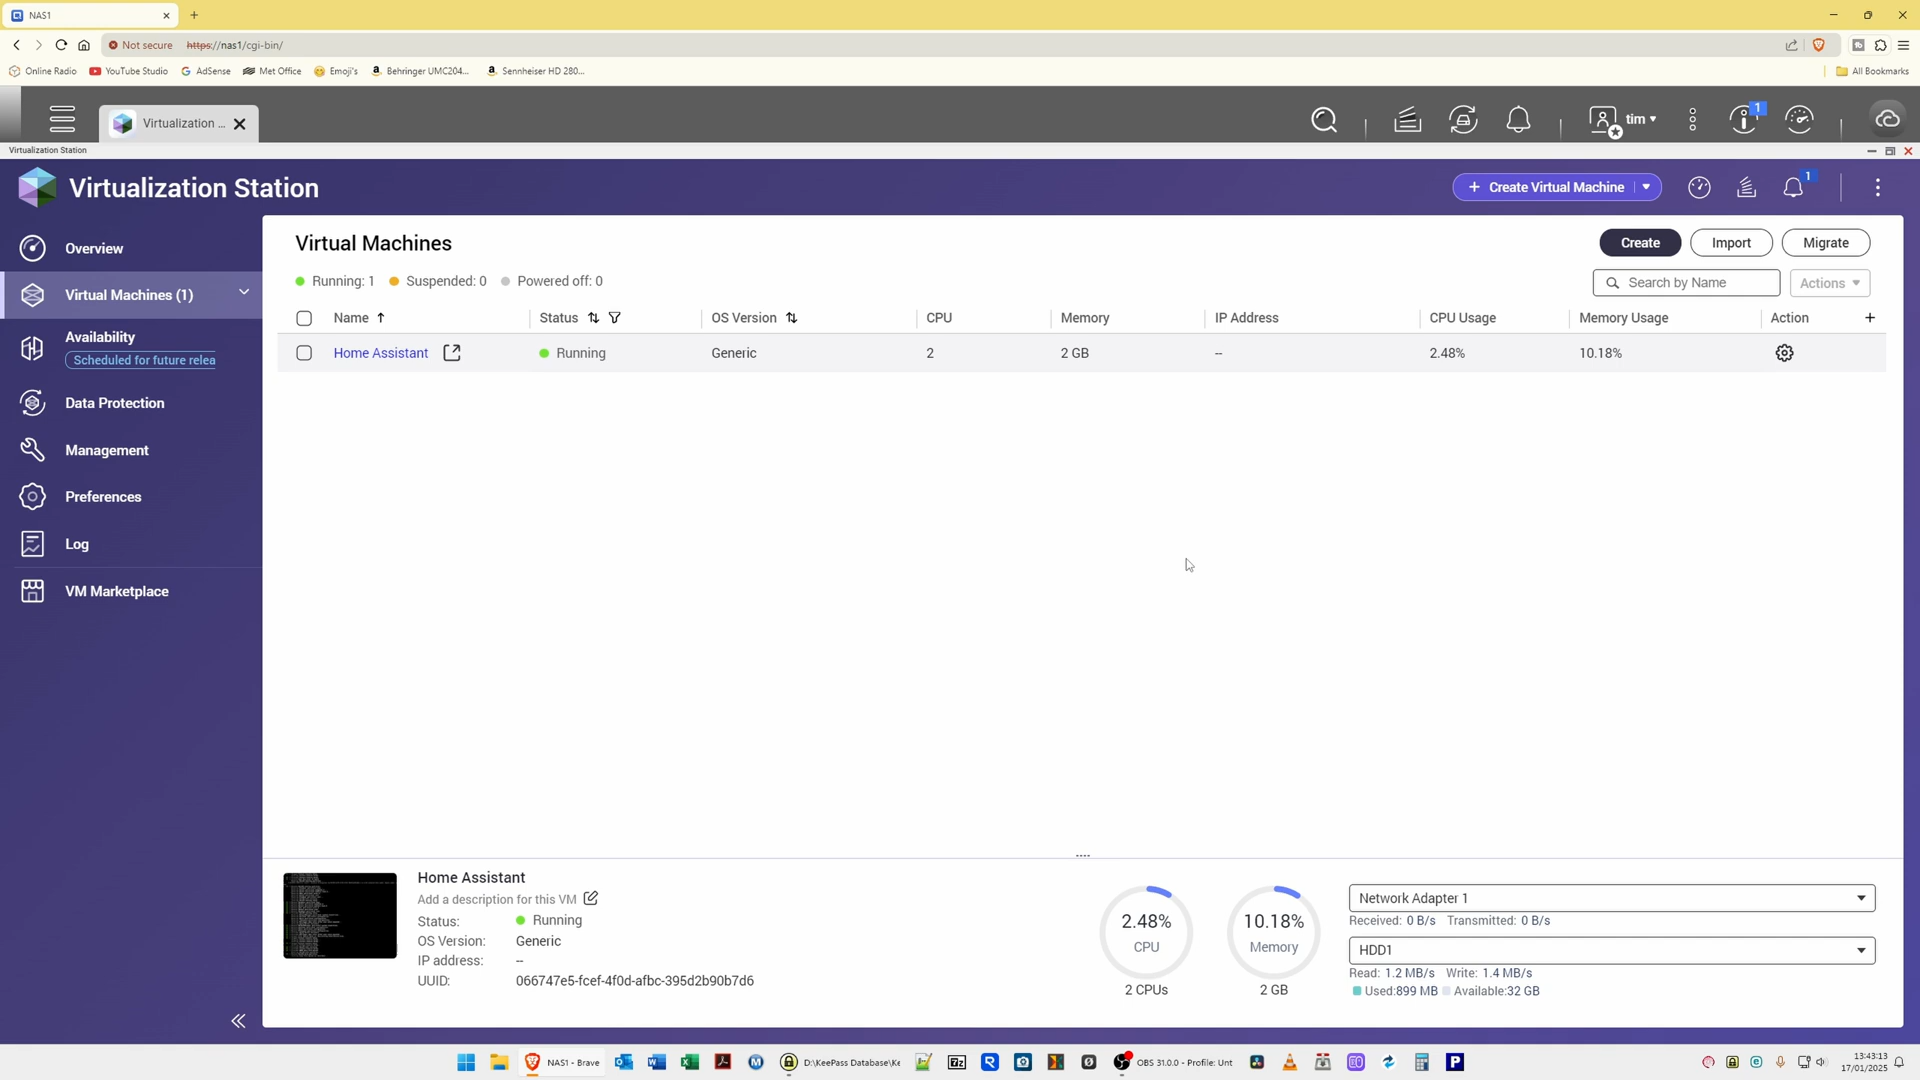 NAS1
Not secure https://nas1/cgi-bin/
Online Radio YouTube Studio AdSense Met Office Emoji's Behringer UMC204... Sennheiser HD 280... All Bookmarks
Virtualization ... tim 1
Virtualization Station
Virtualization Station
+ Create Virtual Machine 1
Overview
Virtual Machines (1)
Availability
Scheduled for future relea
Data Protection
Management
Preferences
Log
VM Marketplace
Virtual Machines
Create Import Migrate
Running: 1 Suspended: 0 Powered off: 0
Search by Name Actions
Name Status OS Version CPU Memory IP Address CPU Usage Memory Usage Action +
Home Assistant Running Generic 2 2 GB -- 2.48% 10.18%
Home Assistant
Add a description for this VM
Status: Running
OS Version: Generic
IP address: --
UUID: 066747e5-fcef-4f0d-afbc-395d2b90b7d6
2.48%
CPU
2 CPUs
10.18%
Memory
2 GB
Network Adapter 1
Received: 0 B/s Transmitted: 0 B/s
HDD1
Read: 1.2 MB/s Write: 1.4 MB/s
Used:899 MB Available:32 GB
NAS1 - Brave D:\KeePass Database\Ke OBS 31.0.0 - Profile: Unt
13:43:13
17/01/2025